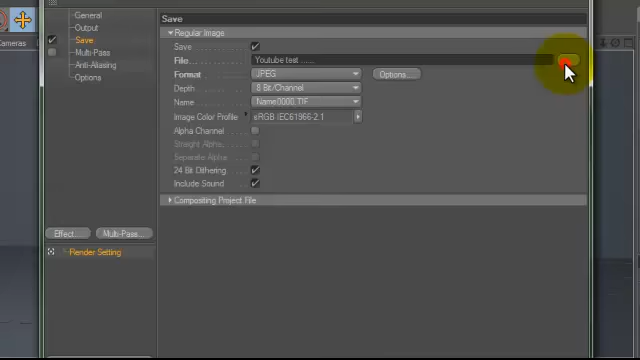 General
Output
Save
Cameras
Multi-Pass
Anti-Aliasing
Options
Effect...
Multi-Pass...
Render Setting
Save
Regular Image
Save
File
Youtube test ......
Format
JPEG
Options...
Depth
8 Bit/Channel
Name
Name0000.TIF
Image Color Profile
sRGB IEC61966-2.1
Alpha Channel
Straight Alpha
Separate Alpha
24 Bit Dithering
Include Sound
Compositing Project File